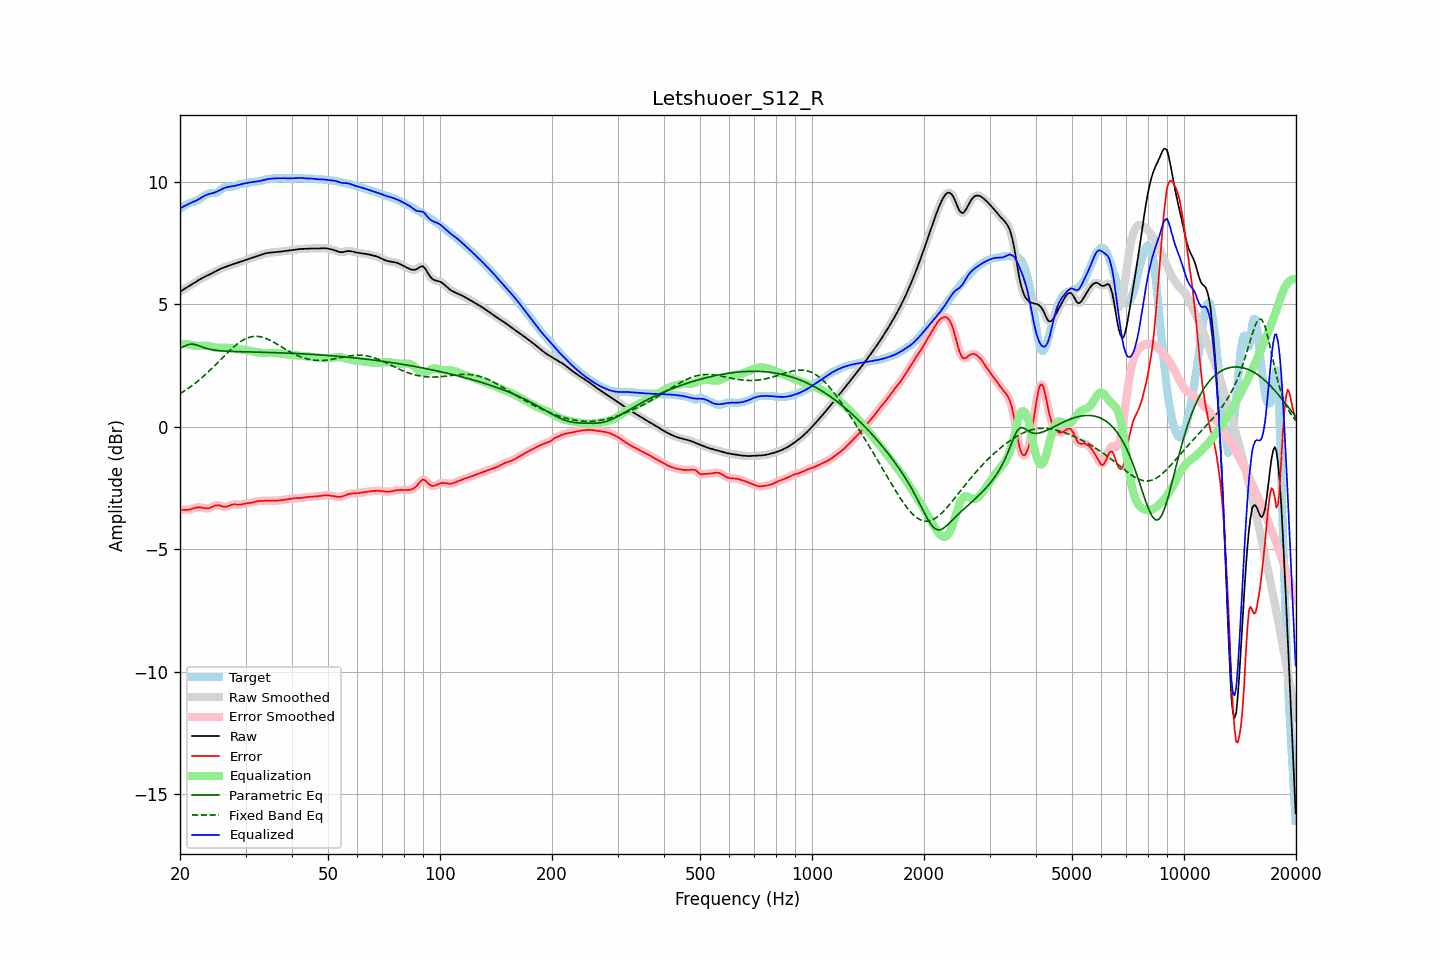 Letshuoer_S12_R
Amplitude (dBr)
10
5
0
−5
−10
−15
Target
Raw Smoothed
Error Smoothed
Raw
Error
Equalization
Parametric Eq
Fixed Band Eq
Equalized
20 50 100 200 500 1000 2000 5000 10000 20000
Frequency (Hz)